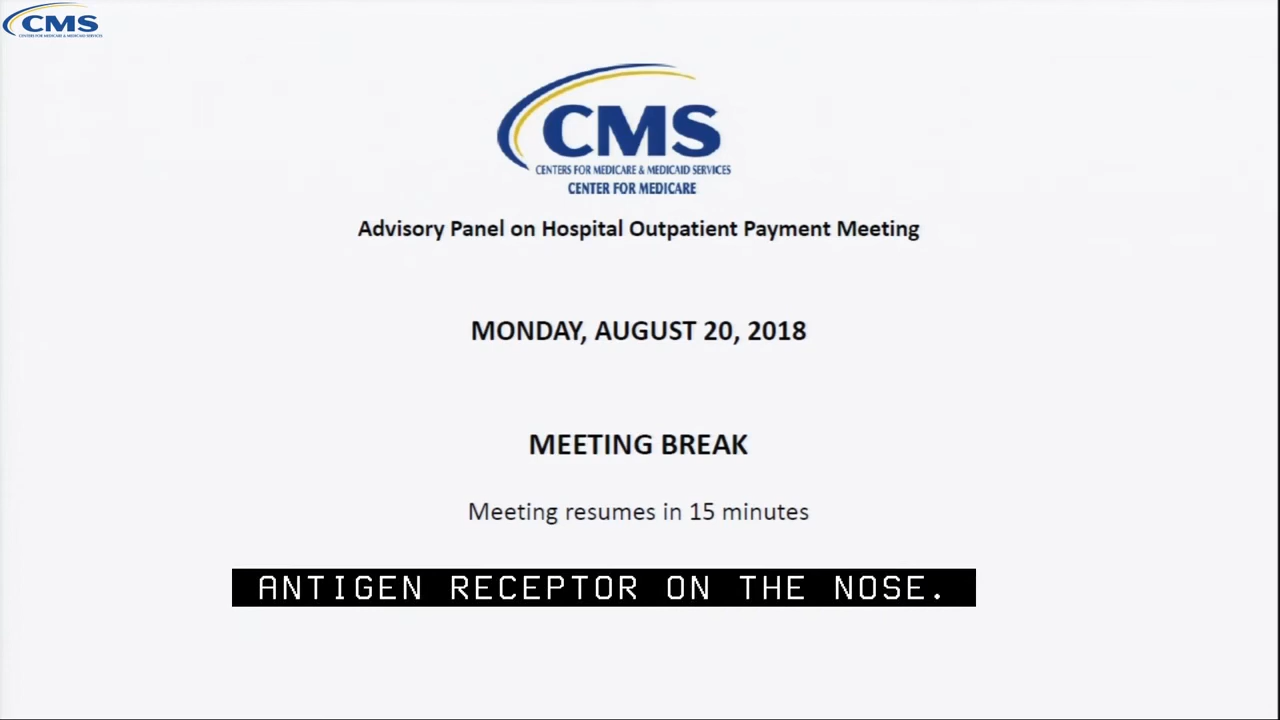 CMS
CENTERS FOR MEDICARE & MEDICAID SERVICES
CMS
CENTERS FOR MEDICARE & MEDICAID SERVICES
CENTER FOR MEDICARE
Advisory Panel on Hospital Outpatient Payment Meeting
MONDAY, AUGUST 20, 2018
MEETING BREAK
Meeting resumes in 15 minutes
ANTIGEN RECEPTOR ON THE NOSE.